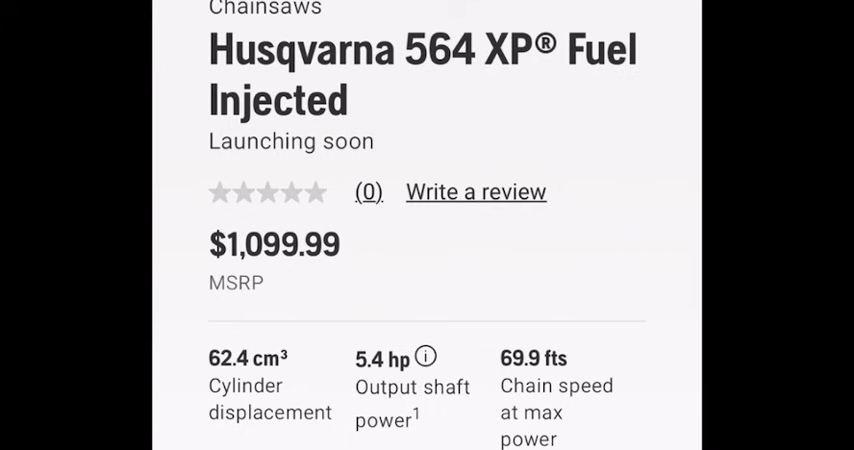 Chainsaws
Husqvarna 564 XP® Fuel
Injected
Launching soon
(0) Write a review
$1,099.99
MSRP
62.4 cm³ 5.4 hp ⓘ 69.9 fts
Cylinder Output shaft Chain speed
displacement power¹ at max
power